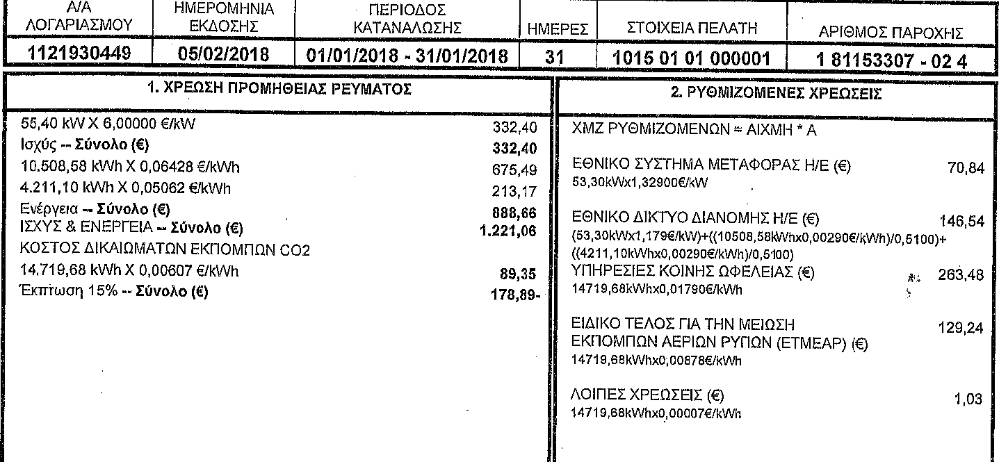 Α/Α ΛΟΓΑΡΙΑΣΜΟΥ
ΗΜΕΡΟΜΗΝΙΑ ΕΚΔΟΣΗΣ
ΠΕΡΙΟΔΟΣ ΚΑΤΑΝΑΛΩΣΗΣ
ΗΜΕΡΕΣ
ΣΤΟΙΧΕΙΑ ΠΕΛΑΤΗ
ΑΡΙΘΜΟΣ ΠΑΡΟΧΗΣ
1121930449 05/02/2018 01/01/2018 - 31/01/2018 31 1015 01 01 000001 1 81153307 - 02 4
1. ΧΡΕΩΣΗ ΠΡΟΜΗΘΕΙΑΣ ΡΕΥΜΑΤΟΣ
55,40 kW X 6,00000 €/kW 332,40
Ισχύς -- Σύνολο (€) 332,40
10.508,58 kWh X 0,06428 €/kWh 675,49
4.211,10 kWh X 0,05062 €/kWh 213,17
Ενέργεια -- Σύνολο (€) 888,66
ΙΣΧΥΣ & ΕΝΕΡΓΕΙΑ -- Σύνολο (€) 1.221,06
ΚΟΣΤΟΣ ΔΙΚΑΙΩΜΑΤΩΝ ΕΚΠΟΜΠΩΝ CO2
14.719,68 kWh X 0,00607 €/kWh 89,35
Έκπτωση 15% -- Σύνολο (€) 178,89-
2. ΡΥΘΜΙΖΟΜΕΝΕΣ ΧΡΕΩΣΕΙΣ
ΧΜΖ ΡΥΘΜΙΖΟΜΕΝΩΝ = ΑΙΧΜΗ * Α
ΕΘΝΙΚΟ ΣΥΣΤΗΜΑ ΜΕΤΑΦΟΡΑΣ Η/Ε (€) 70,84
53,30kWx1,32900€/kW
ΕΘΝΙΚΟ ΔΙΚΤΥΟ ΔΙΑΝΟΜΗΣ Η/Ε (€) 146,54
(53,30kWx1,179€/kW)+((10508,58kWhx0,00290€/kWh)/0,5100)+
((4211,10kWhx0,00290€/kWh)/0,5100)
ΥΠΗΡΕΣΙΕΣ ΚΟΙΝΗΣ ΩΦΕΛΕΙΑΣ (€) 263,48
14719,68kWhx0,01790€/kWh
ΕΙΔΙΚΟ ΤΕΛΟΣ ΓΙΑ ΤΗΝ ΜΕΙΩΣΗ 129,24
ΕΚΠΟΜΠΩΝ ΑΕΡΙΩΝ ΡΥΠΩΝ (ΕΤΜΕΑΡ) (€)
14719,68kWhx0,00878€/kWh
ΛΟΙΠΕΣ ΧΡΕΩΣΕΙΣ (€) 1,03
14719,68kWhx0,00007€/kWh